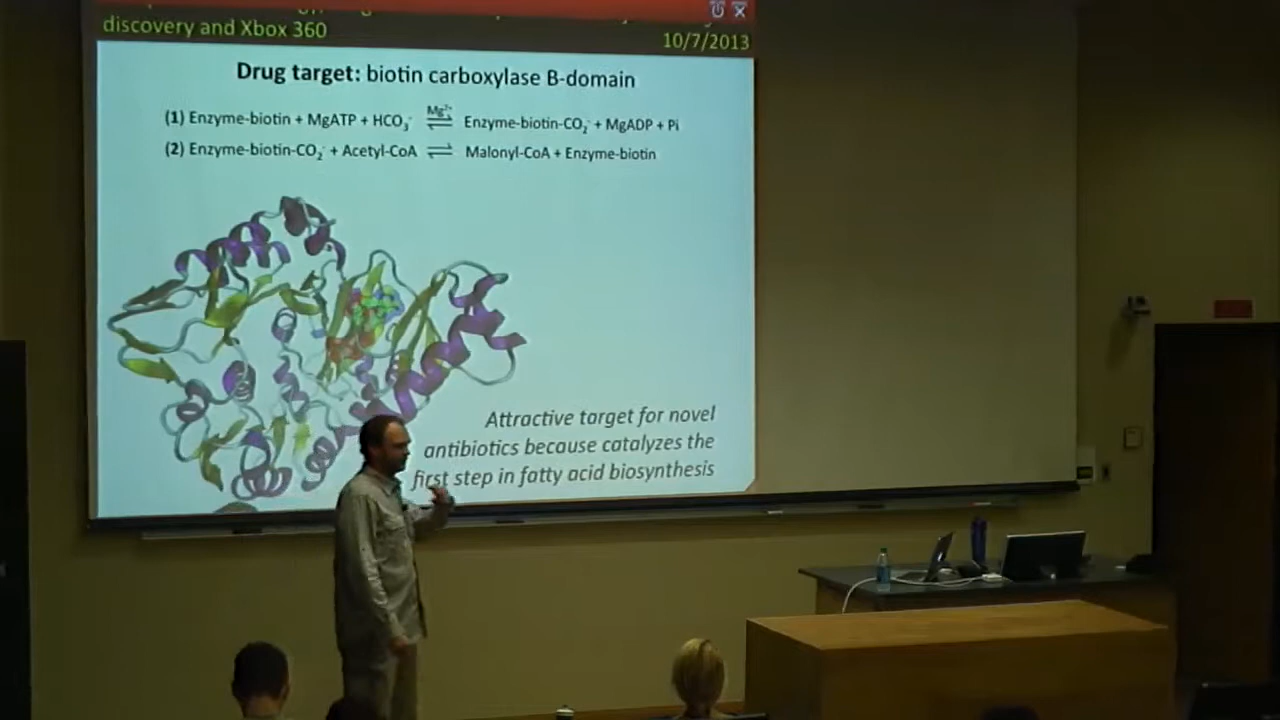 discovery and Xbox 360
10/7/2013
Drug target: biotin carboxylase B-domain
(1) Enzyme-biotin + MgATP + HCO₃⁻ Mg²⁺ ⇌ Enzyme-biotin-CO₂⁻ + MgADP + Pi
(2) Enzyme-biotin-CO₂⁻ + Acetyl-CoA ⇌ Malonyl-CoA + Enzyme-biotin
Attractive target for novel
antibiotics because catalyzes the
first step in fatty acid biosynthesis